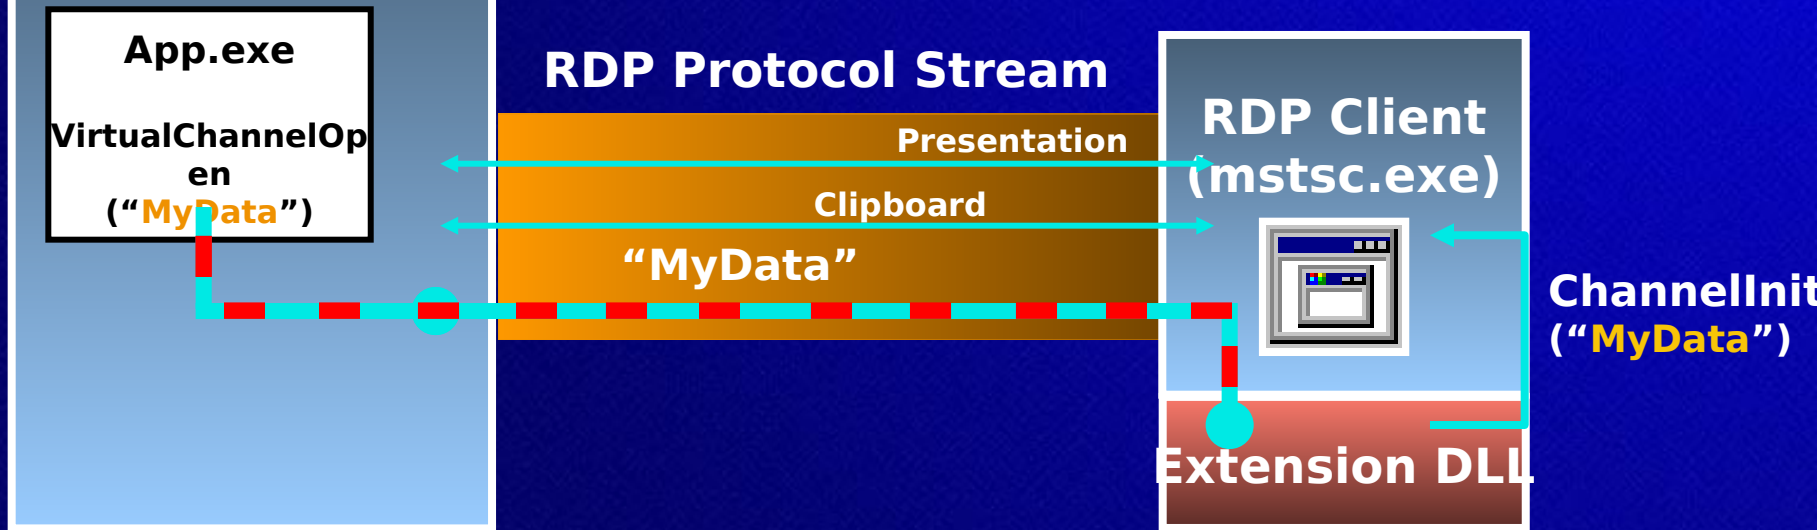 App.exe
VirtualChannelOp
en
(“MyData”)
RDP Protocol Stream
Presentation
Clipboard
“MyData”
RDP Client
(mstsc.exe)
Extension DLL
ChannelInit
(“MyData”)